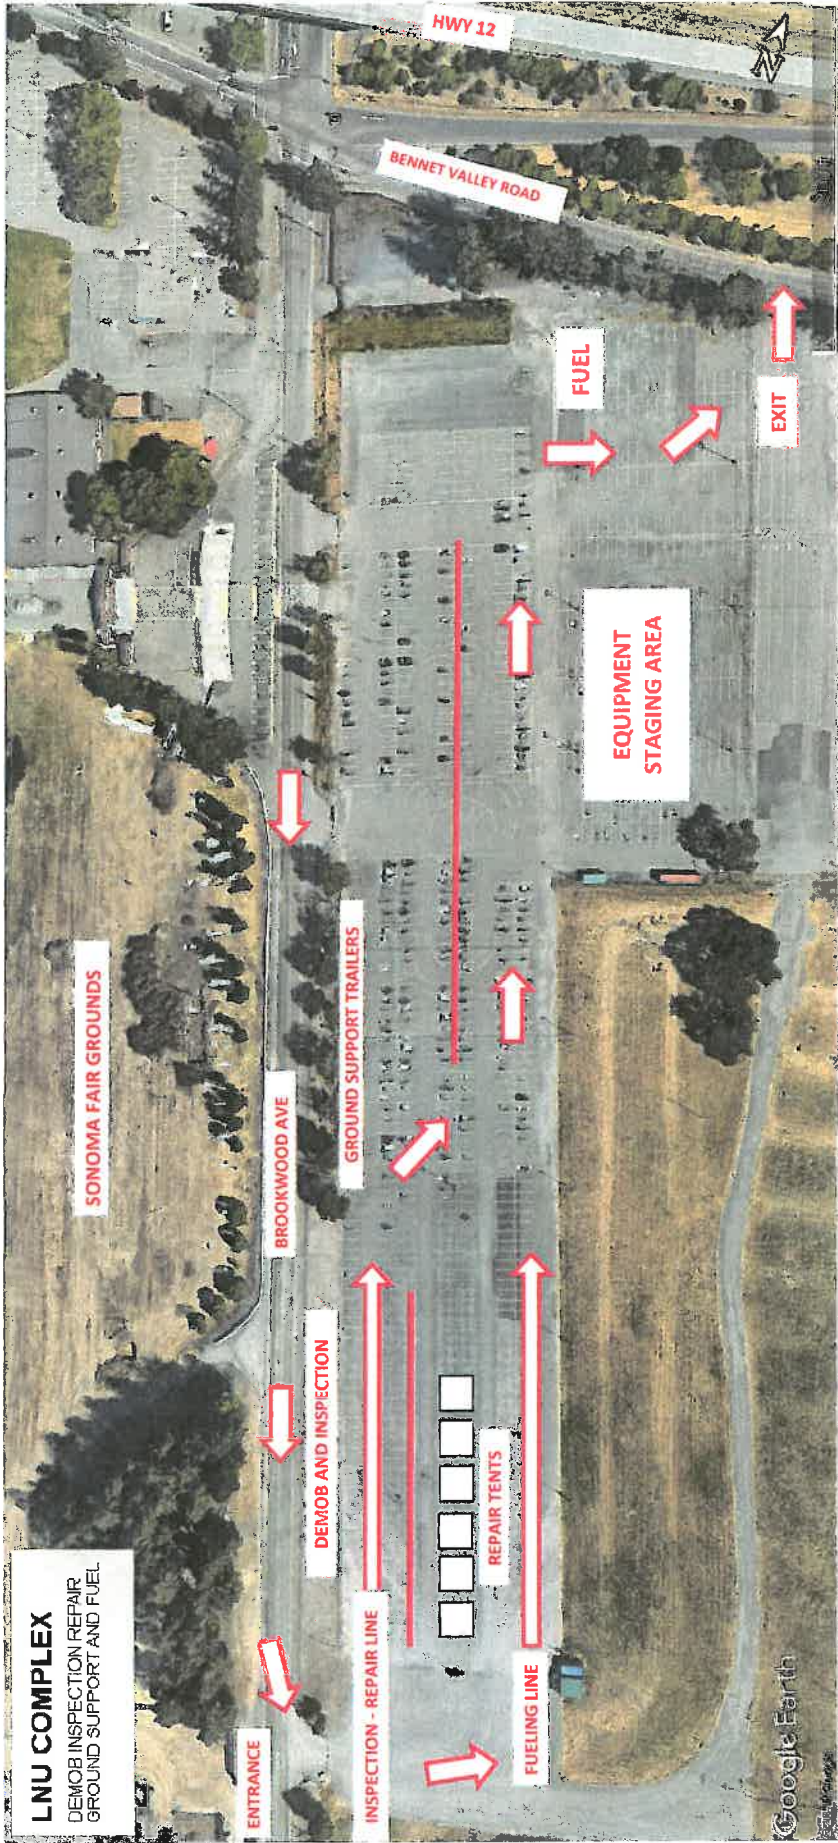 LNU COMPLEX
DEMOB INSPECTION REPAIR
GROUND SUPPORT AND FUEL
ENTRANCE
SONOMA FAIR GROUNDS
BROOKWOOD AVE
DEMOB AND INSPECTION
GROUND SUPPORT TRAILERS
INSPECTION - REPAIR LINE
REPAIR TENTS
FUELING LINE
EQUIPMENT
STAGING AREA
FUEL
EXIT
BENNET VALLEY ROAD
HWY 12
N
Google Earth